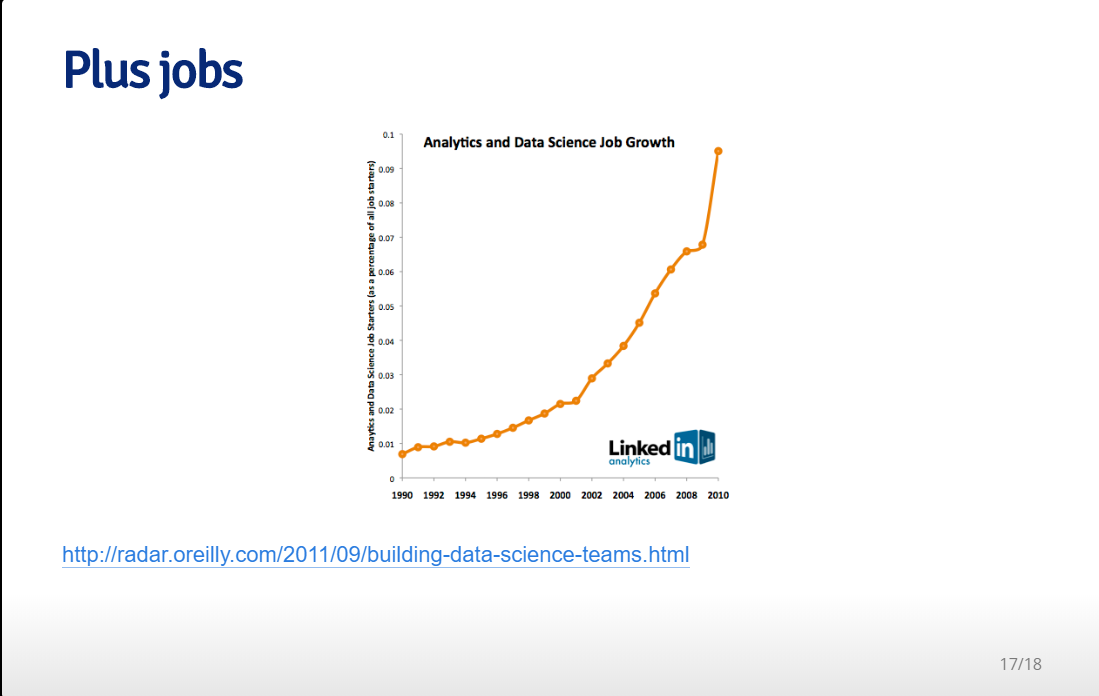 Plus jobs
Analytics and Data Science Job Growth
Anaytics and Data Science Job Starters (as a percentage of all job starters)
0.1
0.09
0.08
0.07
0.06
0.05
0.04
0.03
0.02
0.01
0
Linked in
analytics
1990 1992 1994 1996 1998 2000 2002 2004 2006 2008 2010
http://radar.oreilly.com/2011/09/building-data-science-teams.html
17/18